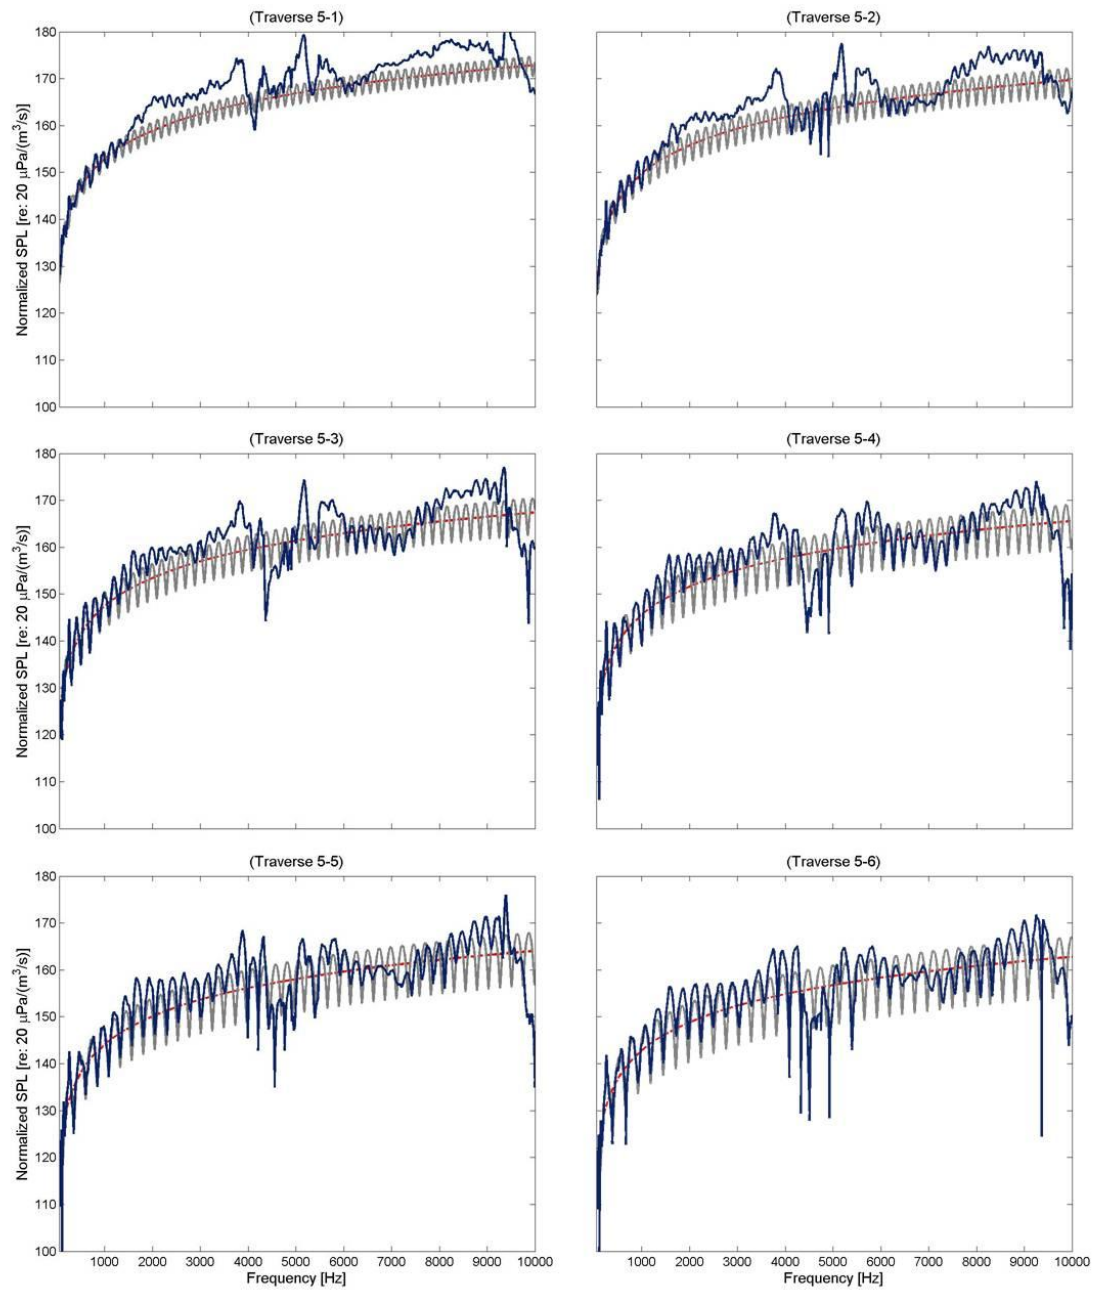 (Traverse 5-1)
(Traverse 5-2)
180
170
160
150
140
130
120
110
100
Normalized SPL [re: 20 µPa/(m³/s)]
(Traverse 5-3)
(Traverse 5-4)
180
170
160
150
140
130
120
110
100
Normalized SPL [re: 20 µPa/(m³/s)]
(Traverse 5-5)
(Traverse 5-6)
180
170
160
150
140
130
120
110
100
Normalized SPL [re: 20 µPa/(m³/s)]
1000 2000 3000 4000 5000 6000 7000 8000 9000 10000
1000 2000 3000 4000 5000 6000 7000 8000 9000 10000
Frequency [Hz]
Frequency [Hz]